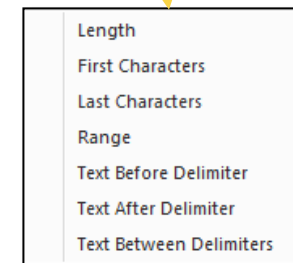 Length
First Characters
Last Characters
Range
Text Before Delimiter
Text After Delimiter
Text Between Delimiters